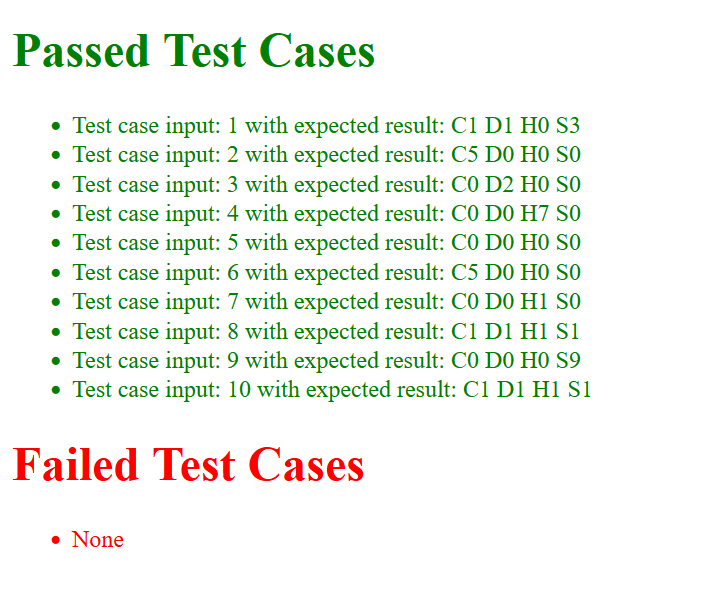 Passed Test Cases
Test case input: 1 with expected result: C1 D1 H0 S3
Test case input: 2 with expected result: C5 D0 H0 S0
Test case input: 3 with expected result: C0 D2 H0 S0
Test case input: 4 with expected result: C0 D0 H7 S0
Test case input: 5 with expected result: C0 D0 H0 S0
Test case input: 6 with expected result: C5 D0 H0 S0
Test case input: 7 with expected result: C0 D0 H1 S0
Test case input: 8 with expected result: C1 D1 H1 S1
Test case input: 9 with expected result: C0 D0 H0 S9
Test case input: 10 with expected result: C1 D1 H1 S1
Failed Test Cases
None